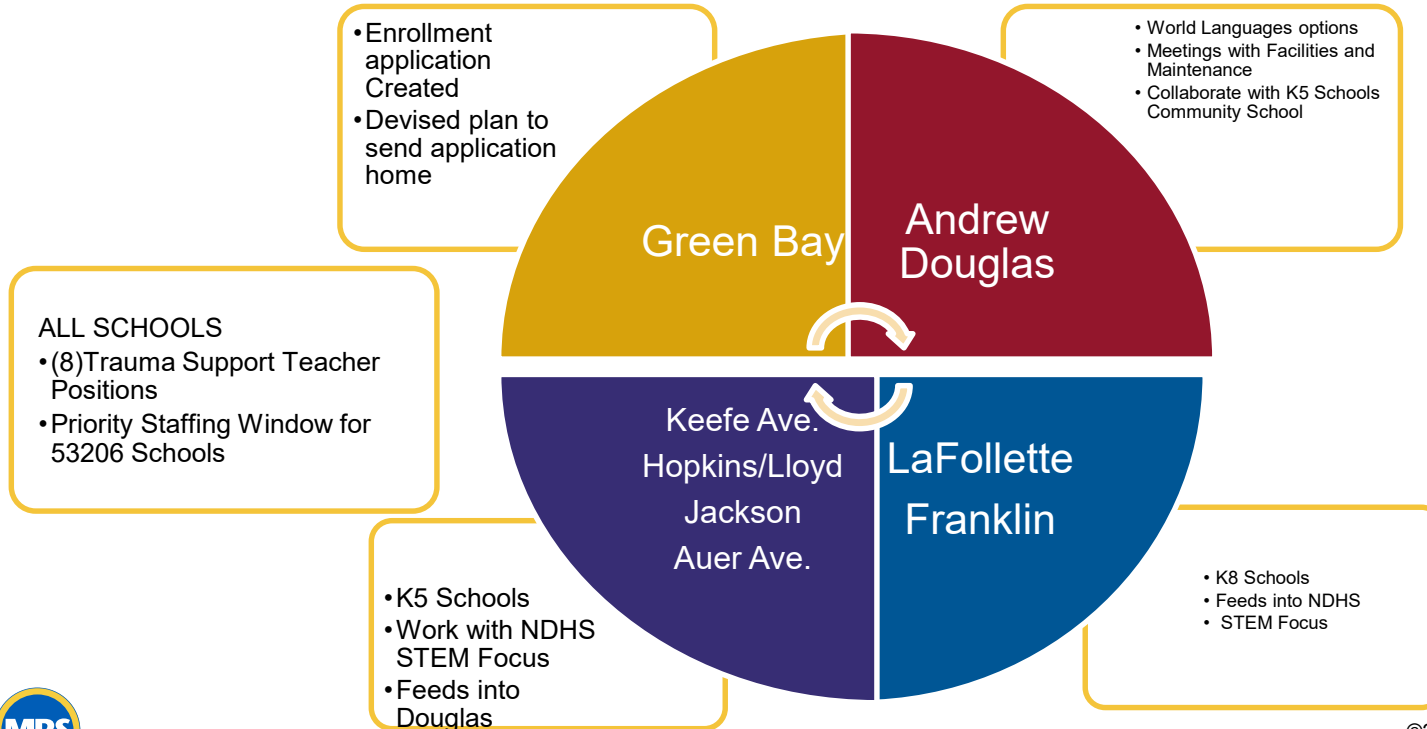 •Enrollment
application
Created
•Devised plan to
send application
home
• World Languages options
• Meetings with Facilities and
Maintenance
• Collaborate with K5 Schools
Community School
Green Bay
Andrew
Douglas
ALL SCHOOLS
•(8)Trauma Support Teacher
Positions
•Priority Staffing Window for
53206 Schools
Keefe Ave.
Hopkins/Lloyd
Jackson
Auer Ave.
LaFollette
Franklin
•K5 Schools
•Work with NDHS
STEM Focus
•Feeds into
Douglas
• K8 Schools
• Feeds into NDHS
• STEM Focus
MPS